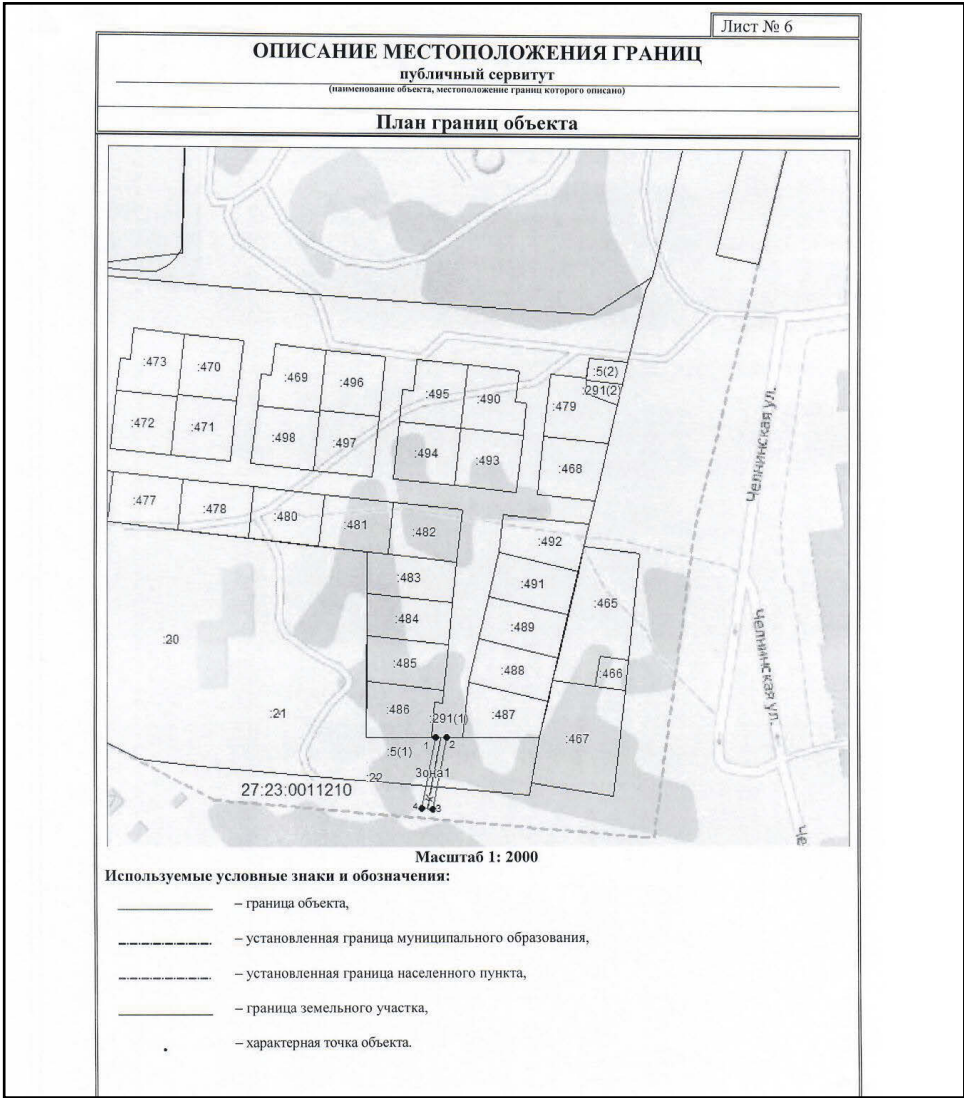 Лист № 6
ОПИСАНИЕ МЕСТОПОЛОЖЕНИЯ ГРАНИЦ
публичный сервитут
(наименование объекта, местоположение границ которого описано)
План границ объекта
:473
:470
:469
:496
:495
:490
:5(2)
:291(2)
:479
:472
:471
:498
:497
:494
:493
:468
Челнинская ул.
:477
:478
:480
:481
:482
:492
:483
:491
:465
:484
:489
:20
:485
:488
:466
Челнинская ул.
:486
:291(1)
:487
:21
:467
1
2
:5(1)
Зона1
:22
27:23:0011210
4
3
Че
Масштаб 1: 2000
Используемые условные знаки и обозначения:
– граница объекта,
– установленная граница муниципального образования,
– установленная граница населенного пункта,
– граница земельного участка,
– характерная точка объекта.